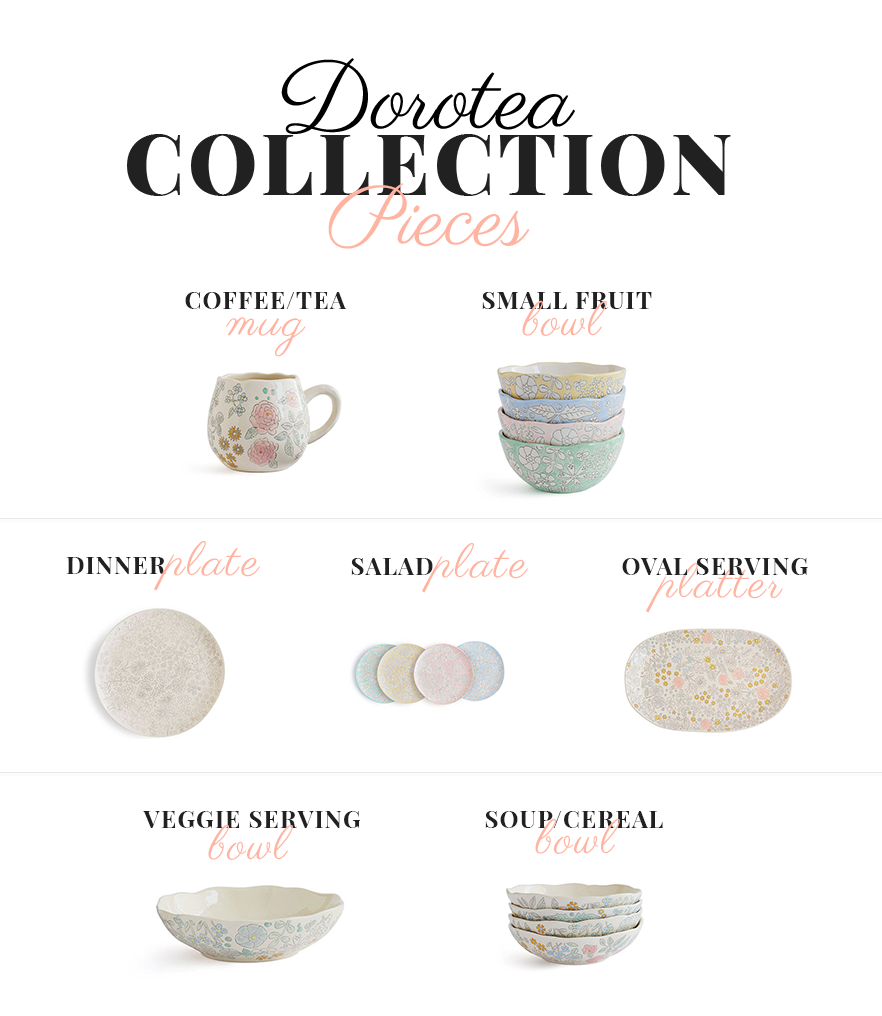 Dorotea
COLLECTION
Pieces
COFFEE/TEA
mug
SMALL FRUIT
bowl
DINNER plate
SALAD plate
OVAL SERVING
platter
VEGGIE SERVING
bowl
SOUP/CEREAL
bowl